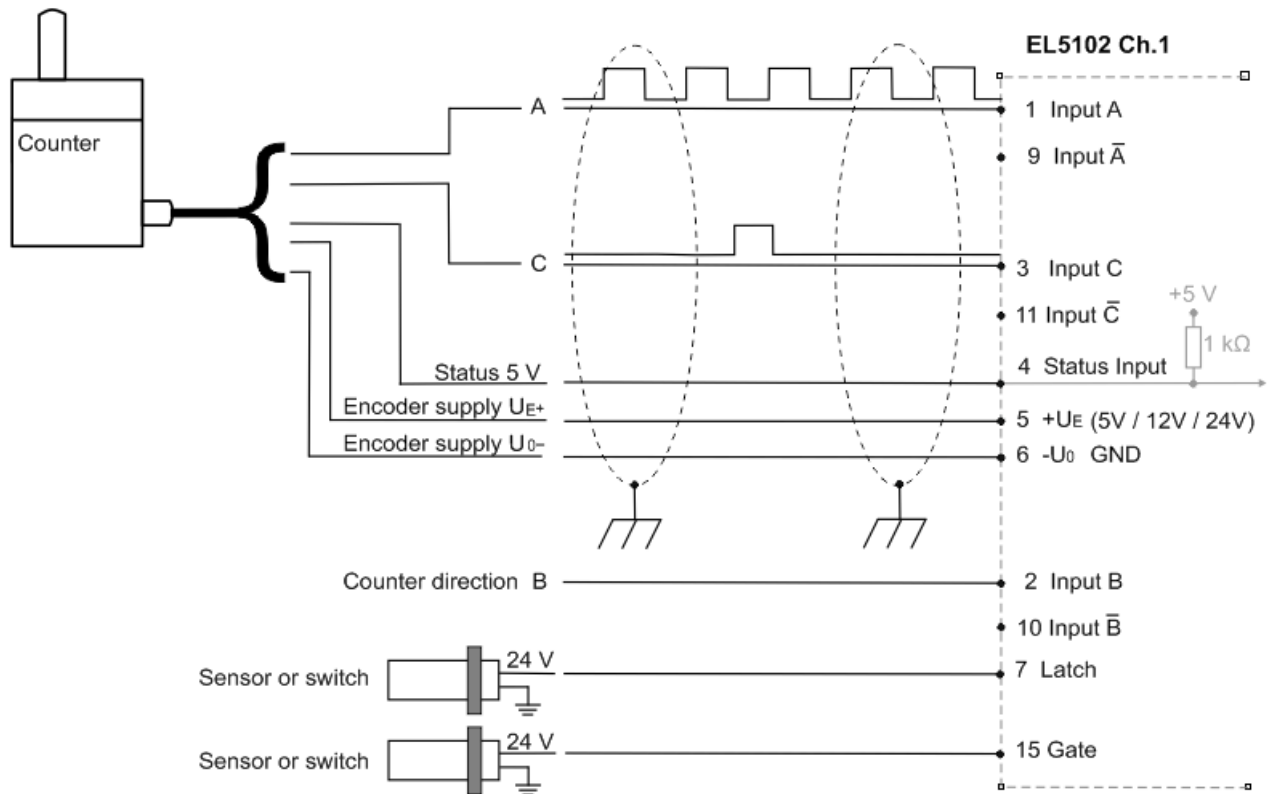 EL5102 Ch.1
A
1 Input A
Counter
9 Input A̅
C
3 Input C
+5 V
11 Input C̅
1 kΩ
Status 5 V
4 Status Input
Encoder supply UE+
5 +UE (5V / 12V / 24V)
Encoder supply U0–
6 -U0 GND
Counter direction B
2 Input B
10 Input B̅
24 V
Sensor or switch
7 Latch
24 V
Sensor or switch
15 Gate